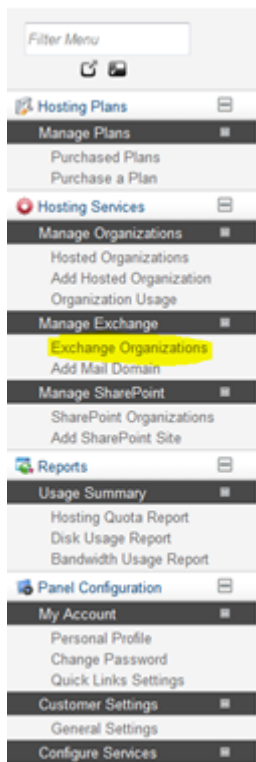 Filter Menu
Hosting Plans
Manage Plans
Purchased Plans
Purchase a Plan
Hosting Services
Manage Organizations
Hosted Organizations
Add Hosted Organization
Organization Usage
Manage Exchange
Exchange Organizations
Add Mail Domain
Manage SharePoint
SharePoint Organizations
Add SharePoint Site
Reports
Usage Summary
Hosting Quota Report
Disk Usage Report
Bandwidth Usage Report
Panel Configuration
My Account
Personal Profile
Change Password
Quick Links Settings
Customer Settings
General Settings
Configure Services